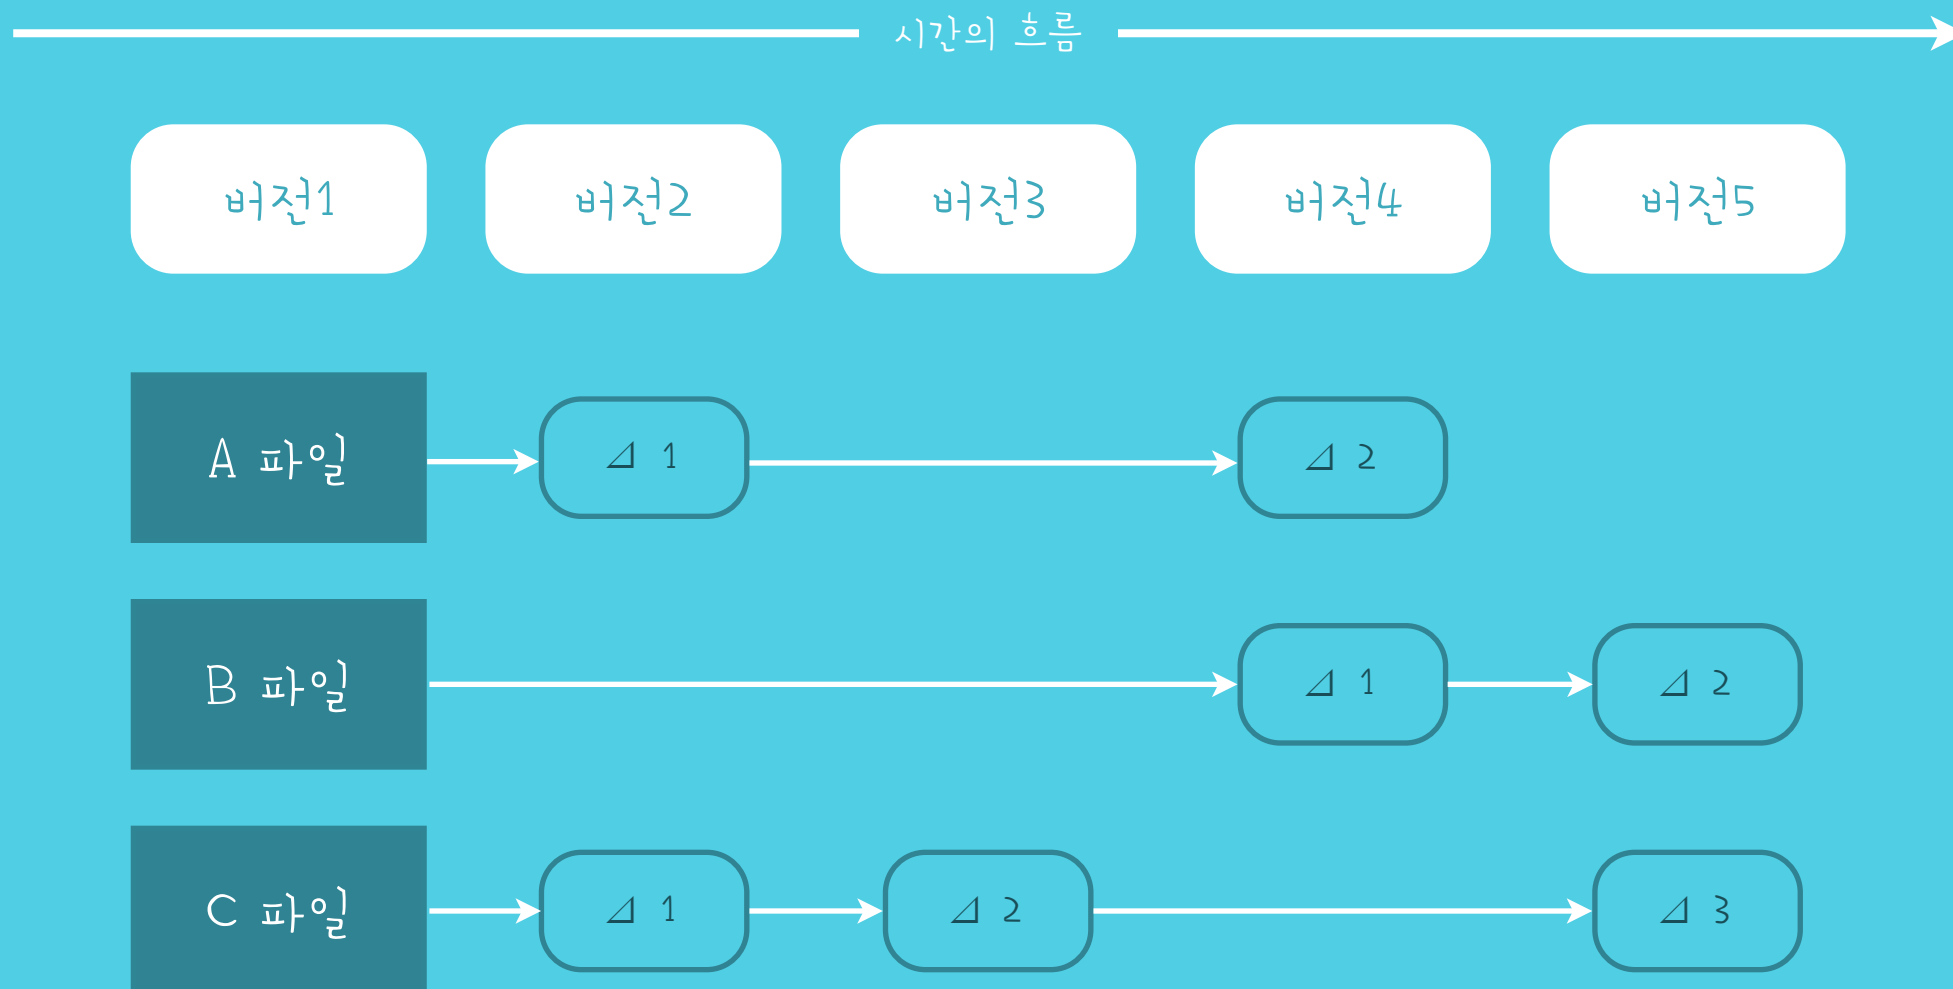 시간의 흐름
버전1 버전2 버전3 버전4 버전5
A 파일 ⊿ 1 ⊿ 2
B 파일 ⊿ 1 ⊿ 2
C 파일 ⊿ 1 ⊿ 2 ⊿ 3